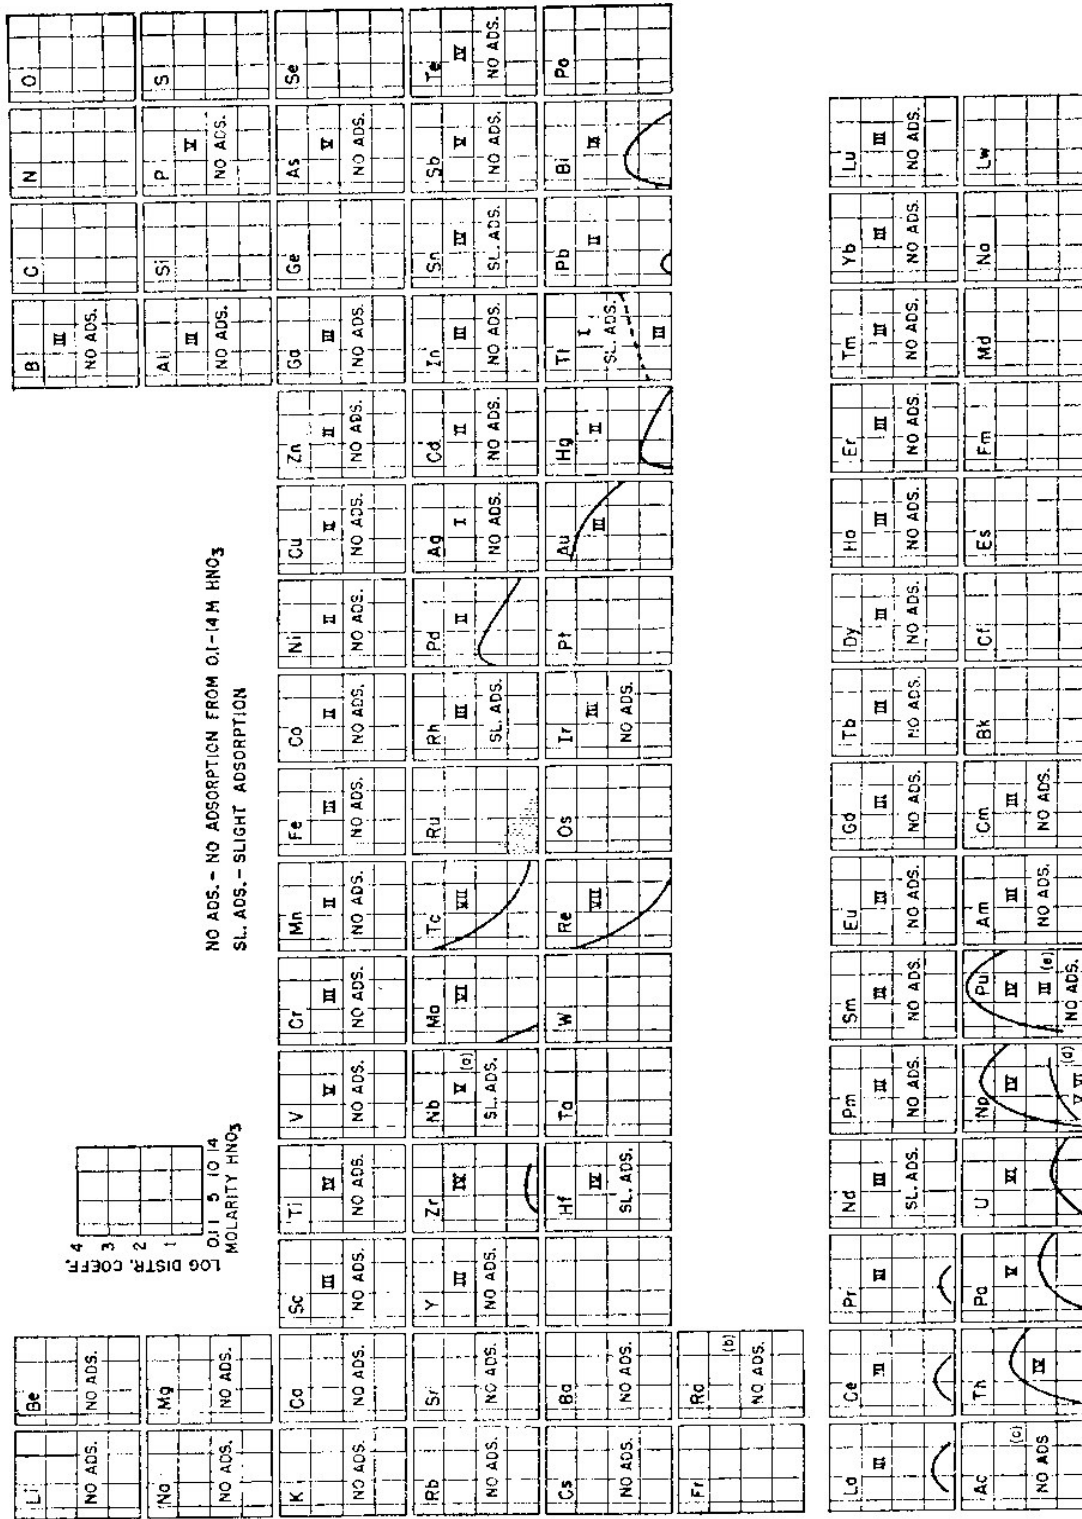 Li Be B C N O
III
NO ADS. NO ADS. NO ADS.
Na Mg Al Si P S
III V
NO ADS. NO ADS. NO ADS. NO ADS.
4
3
2
1
LOG DISTR. COEFF.
0.1 5 10 14
MOLARITY HNO3
NO ADS. - NO ADSORPTION FROM 0.1-14 M HNO3
SL. ADS. - SLIGHT ADSORPTION
K Ca Sc Ti V Cr Mn Fe Co Ni Cu Zn Ga Ge As Se
III IV V III II III II II II II III V
NO ADS. NO ADS. NO ADS. NO ADS. NO ADS. NO ADS. NO ADS. NO ADS. NO ADS. NO ADS. NO ADS. NO ADS. NO ADS. NO ADS.
Rb Sr Y Zr Nb Mo Tc Ru Rh Pd Ag Cd In Sn Sb Te
III IV V (a) VI VII III II I II III IV V IV
NO ADS. NO ADS. NO ADS. SL. ADS. SL. ADS. NO ADS. NO ADS. NO ADS. SL. ADS. NO ADS. NO ADS.
Cs Ba Hf Ta W Re Os Ir Pt Au Hg Tl Pb Bi Po
IV VII III III II I II III
NO ADS. NO ADS. SL. ADS. NO ADS. SL. ADS.
III
Fr Ra
(b)
NO ADS.
La Ce Pr Nd Pm Sm Eu Gd Tb Dy Ho Er Tm Yb Lu
III III III III III III III III III III III III III III III
SL. ADS. NO ADS. NO ADS. NO ADS. NO ADS. NO ADS. NO ADS. NO ADS. NO ADS. NO ADS. NO ADS. NO ADS.
Ac Th Pa U Np Pu Am Cm Bk Cf Es Fm Md No Lw
(c) IV V VI IV IV III III
NO ADS III (e) NO ADS. NO ADS.
V VI (d) NO ADS.